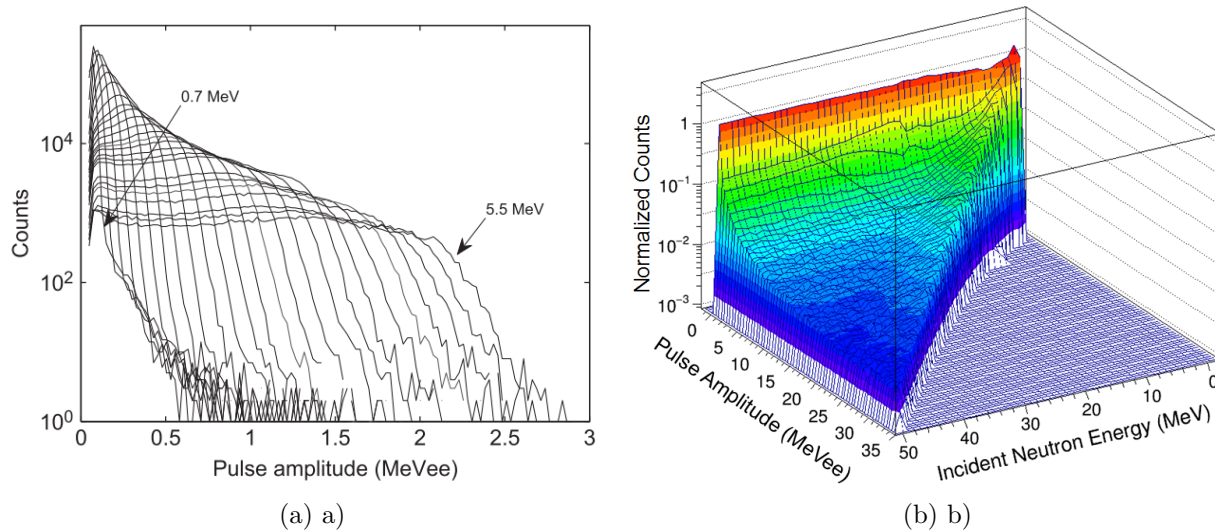 Counts
10^4
10^2
10^0
0.7 MeV
5.5 MeV
0 0.5 1 1.5 2 2.5 3
Pulse amplitude (MeVee)
(a) a)
b)
Normalized Counts
1
10^-1
10^-2
10^-3
0 5 10 15 20 25 30 35
Pulse Amplitude (MeVee)
50 40 30 20 10 0
Incident Neutron Energy (MeV)
(b) b)